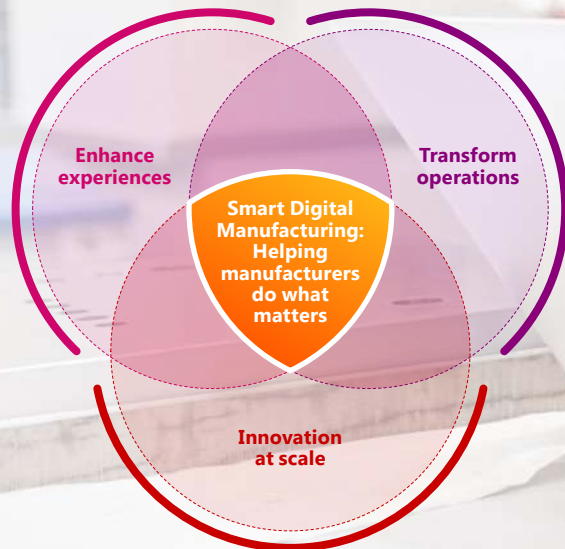 Enhance
experiences
Transform
operations
Smart Digital
Manufacturing:
Helping
manufacturers
do what
matters
Innovation
at scale